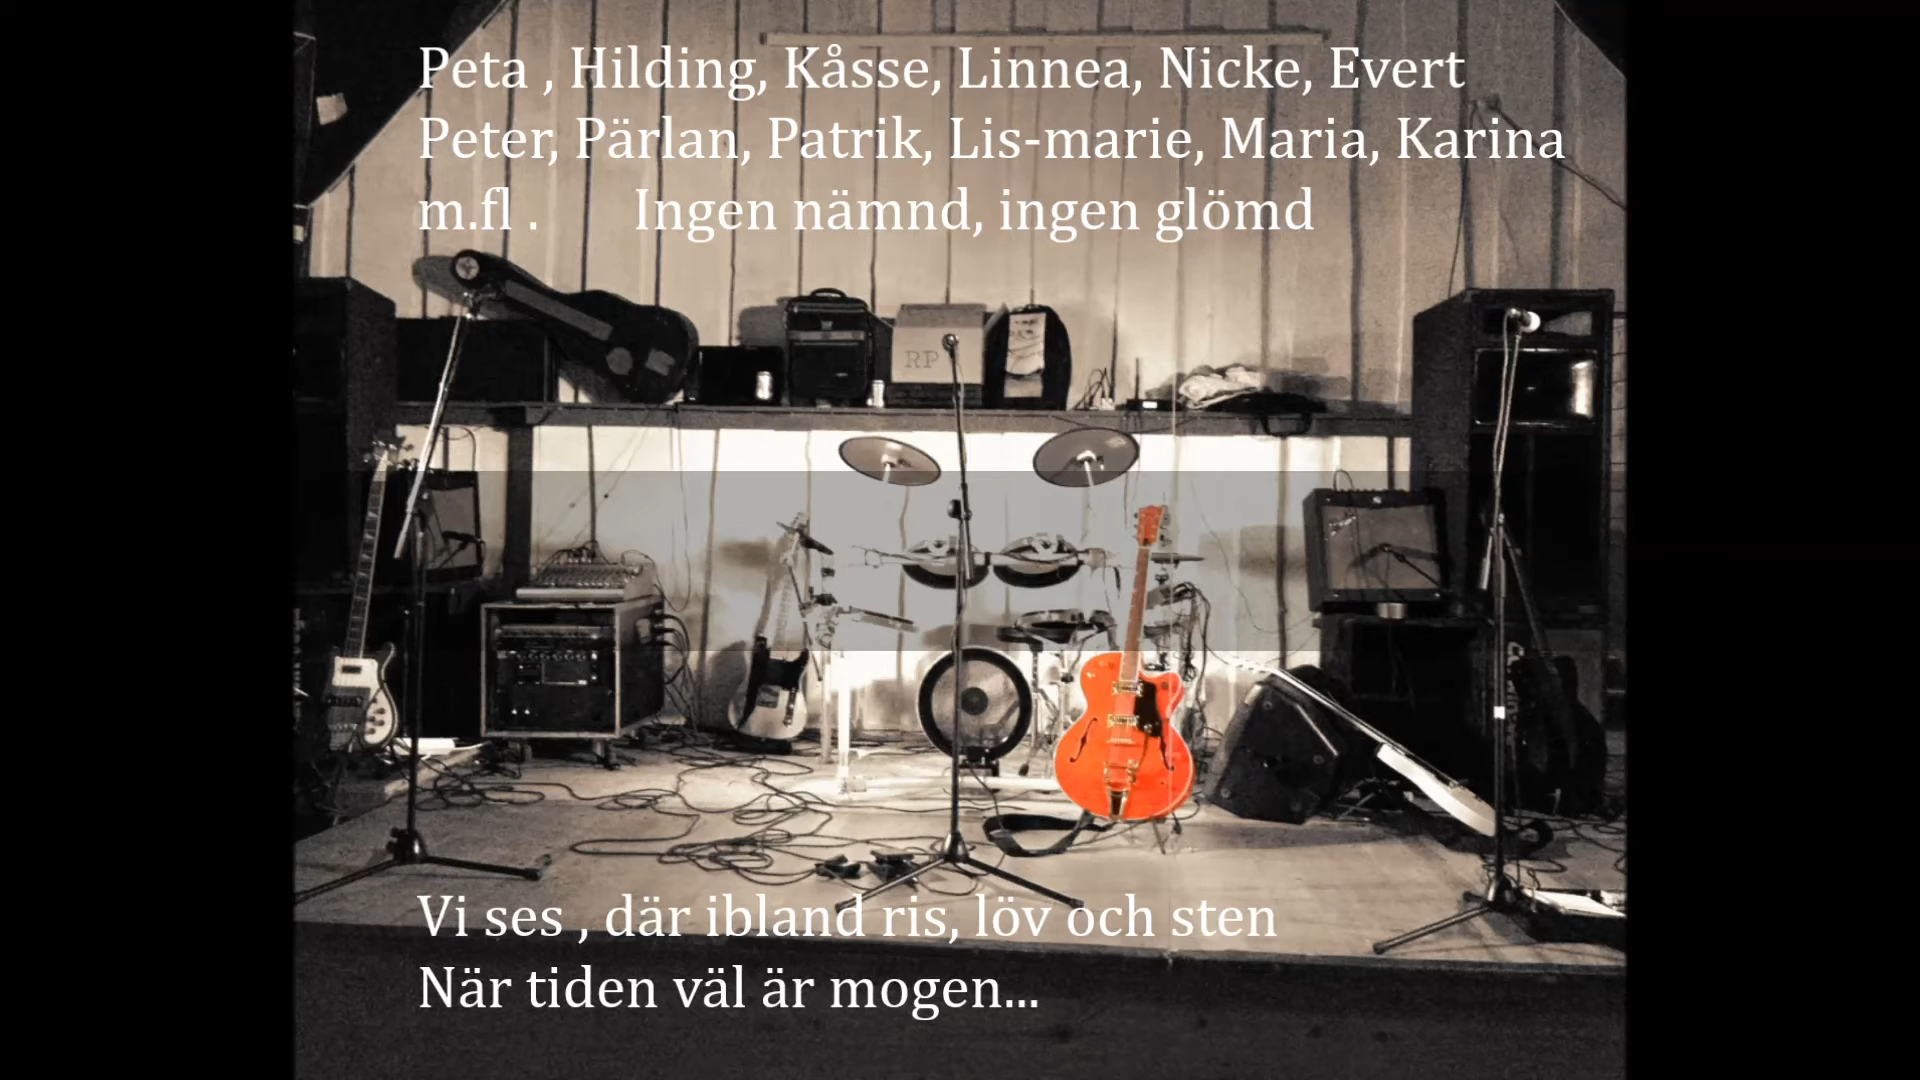 Peta , Hilding, Kåsse, Linnea, Nicke, Evert
Peter, Pärlan, Patrik, Lis-marie, Maria, Karina
m.fl . Ingen nämnd, ingen glömd
RP
Vi ses , där ibland ris, löv och sten
När tiden väl är mogen...